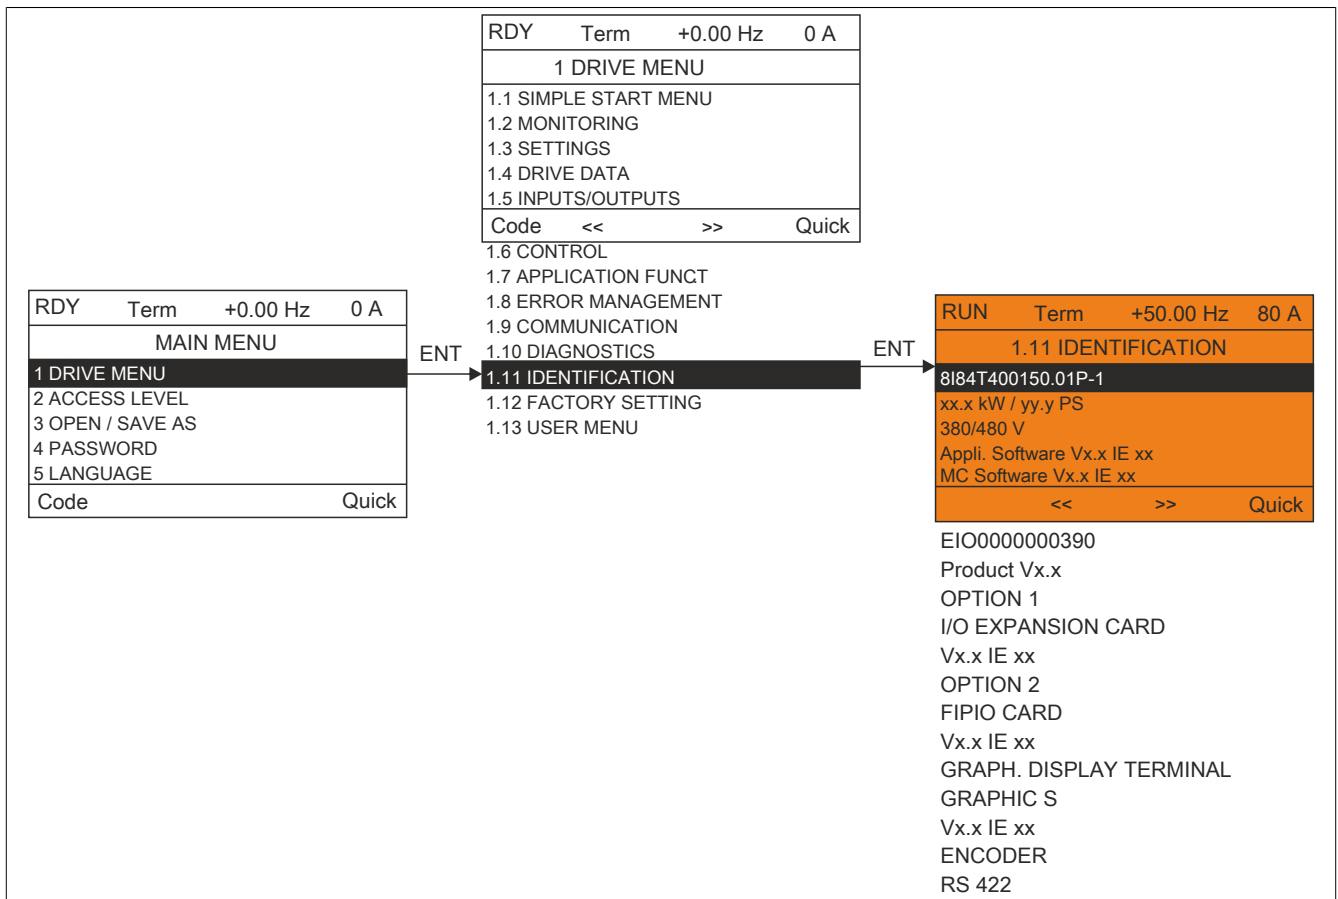 RDY Term +0.00 Hz 0 A
MAIN MENU
1 DRIVE MENU
2 ACCESS LEVEL
3 OPEN / SAVE AS
4 PASSWORD
5 LANGUAGE
Code Quick
ENT
RDY Term +0.00 Hz 0 A
1 DRIVE MENU
1.1 SIMPLE START MENU
1.2 MONITORING
1.3 SETTINGS
1.4 DRIVE DATA
1.5 INPUTS/OUTPUTS
Code << >> Quick
1.6 CONTROL
1.7 APPLICATION FUNCT.
1.8 ERROR MANAGEMENT
1.9 COMMUNICATION
1.10 DIAGNOSTICS
1.11 IDENTIFICATION
1.12 FACTORY SETTING
1.13 USER MENU
ENT
RUN Term +50.00 Hz 80 A
1.11 IDENTIFICATION
8I84T400150.01P-1
xx.x kW / yy.y PS
380/480 V
Appli. Software Vx.x IE xx
MC Software Vx.x IE xx
<< >> Quick
EIO0000000390
Product Vx.x
OPTION 1
I/O EXPANSION CARD
Vx.x IE xx
OPTION 2
FIPIO CARD
Vx.x IE xx
GRAPH. DISPLAY TERMINAL
GRAPHIC S
Vx.x IE xx
ENCODER
RS 422